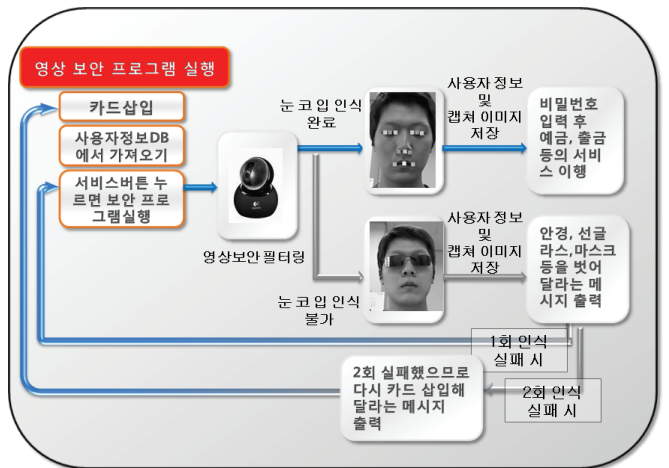 영상 보안 프로그램 실행
카드삽입
사용자정보DB
에서 가져오기
서비스버튼 누
르면 보안 프로
그램실행
영상보안 필터링
눈 코 입 인식
완료
사용자 정보
및
캡쳐 이미지
저장
비밀번호
입력 후
예금, 출금
등의 서비
스 이행
눈 코 입 인식
불가
사용자 정보
및
캡쳐 이미지
저장
안경, 선글
라스,마스크
등을 벗어
달라는 메
시지 출력
1회 인식
실패 시
2회 인식
실패 시
2회 실패했으므로
다시 카드 삽입해
달라는 메시지
출력